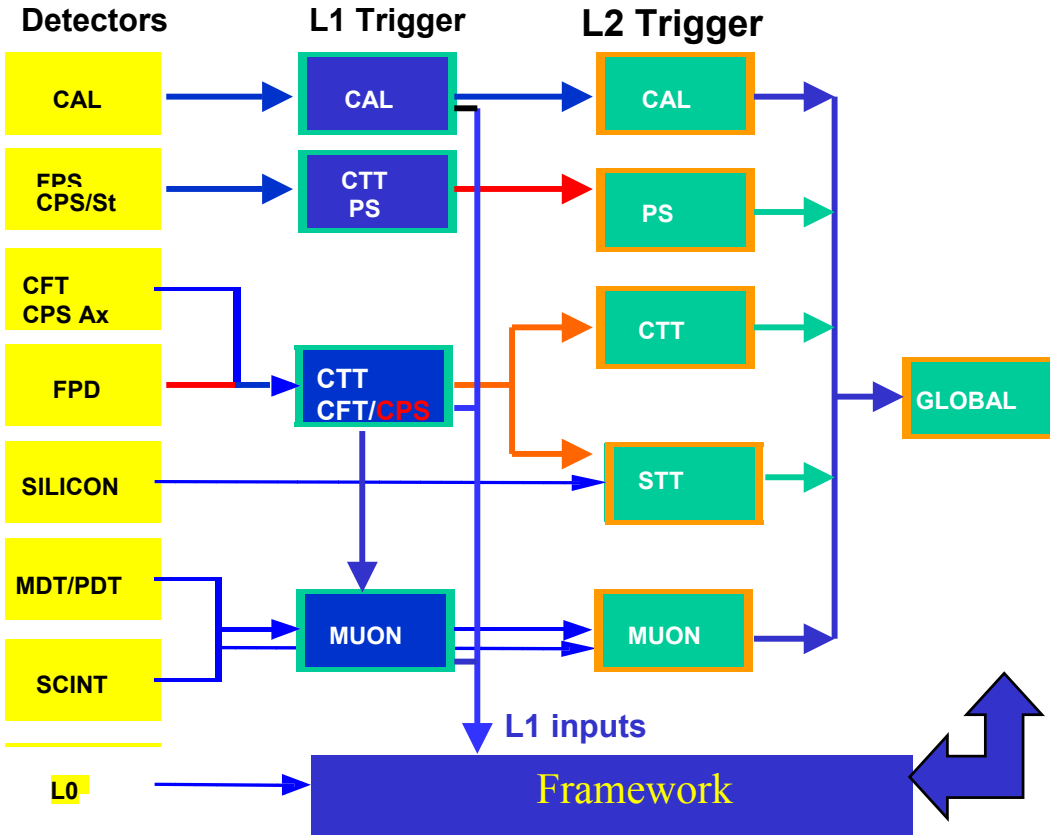 Detectors
L1 Trigger
L2 Trigger
CAL
CAL
CAL
FPS
CPS/St
CTT
PS
PS
CFT
CPS Ax
CTT
FPD
CTT
CFT/CPS
GLOBAL
SILICON
STT
MDT/PDT
MUON
MUON
SCINT
L1 inputs
L0
Framework